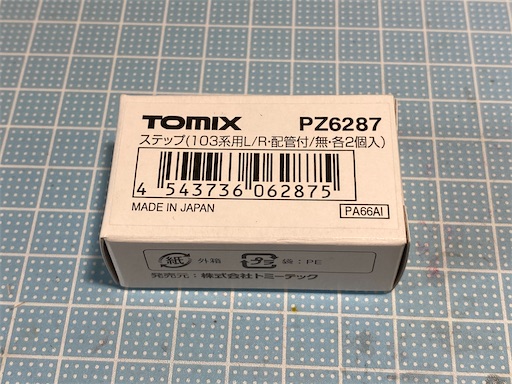 TOMIX PZ6287
ステップ(103系用L/R・配管付/無・各2個入)
4 543736 062875
MADE IN JAPAN PA66AI
紙 外箱 プラ 袋:PE
発売元:株式会社トミーテック